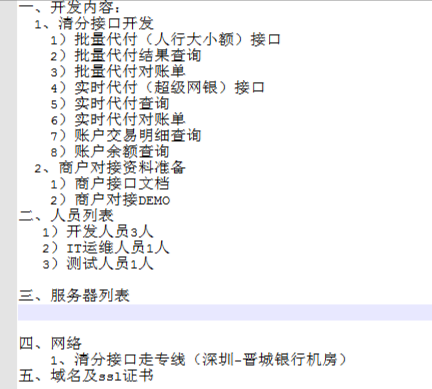 一、开发内容：
1、清分接口开发
1）批量代付（人行大小额）接口
2）批量代付结果查询
3）批量代付对账单
4）实时代付（超级网银）接口
5）实时代付查询
6）实时代付对账单
7）账户交易明细查询
8）账户余额查询
2、商户对接资料准备
1）商户接口文档
2）商户对接DEMO
二、人员列表
1）开发人员3人
2）IT运维人员1人
3）测试人员1人
三、服务器列表
四、网络
1、清分接口走专线（深圳-晋城银行机房）
五、域名及ssl证书